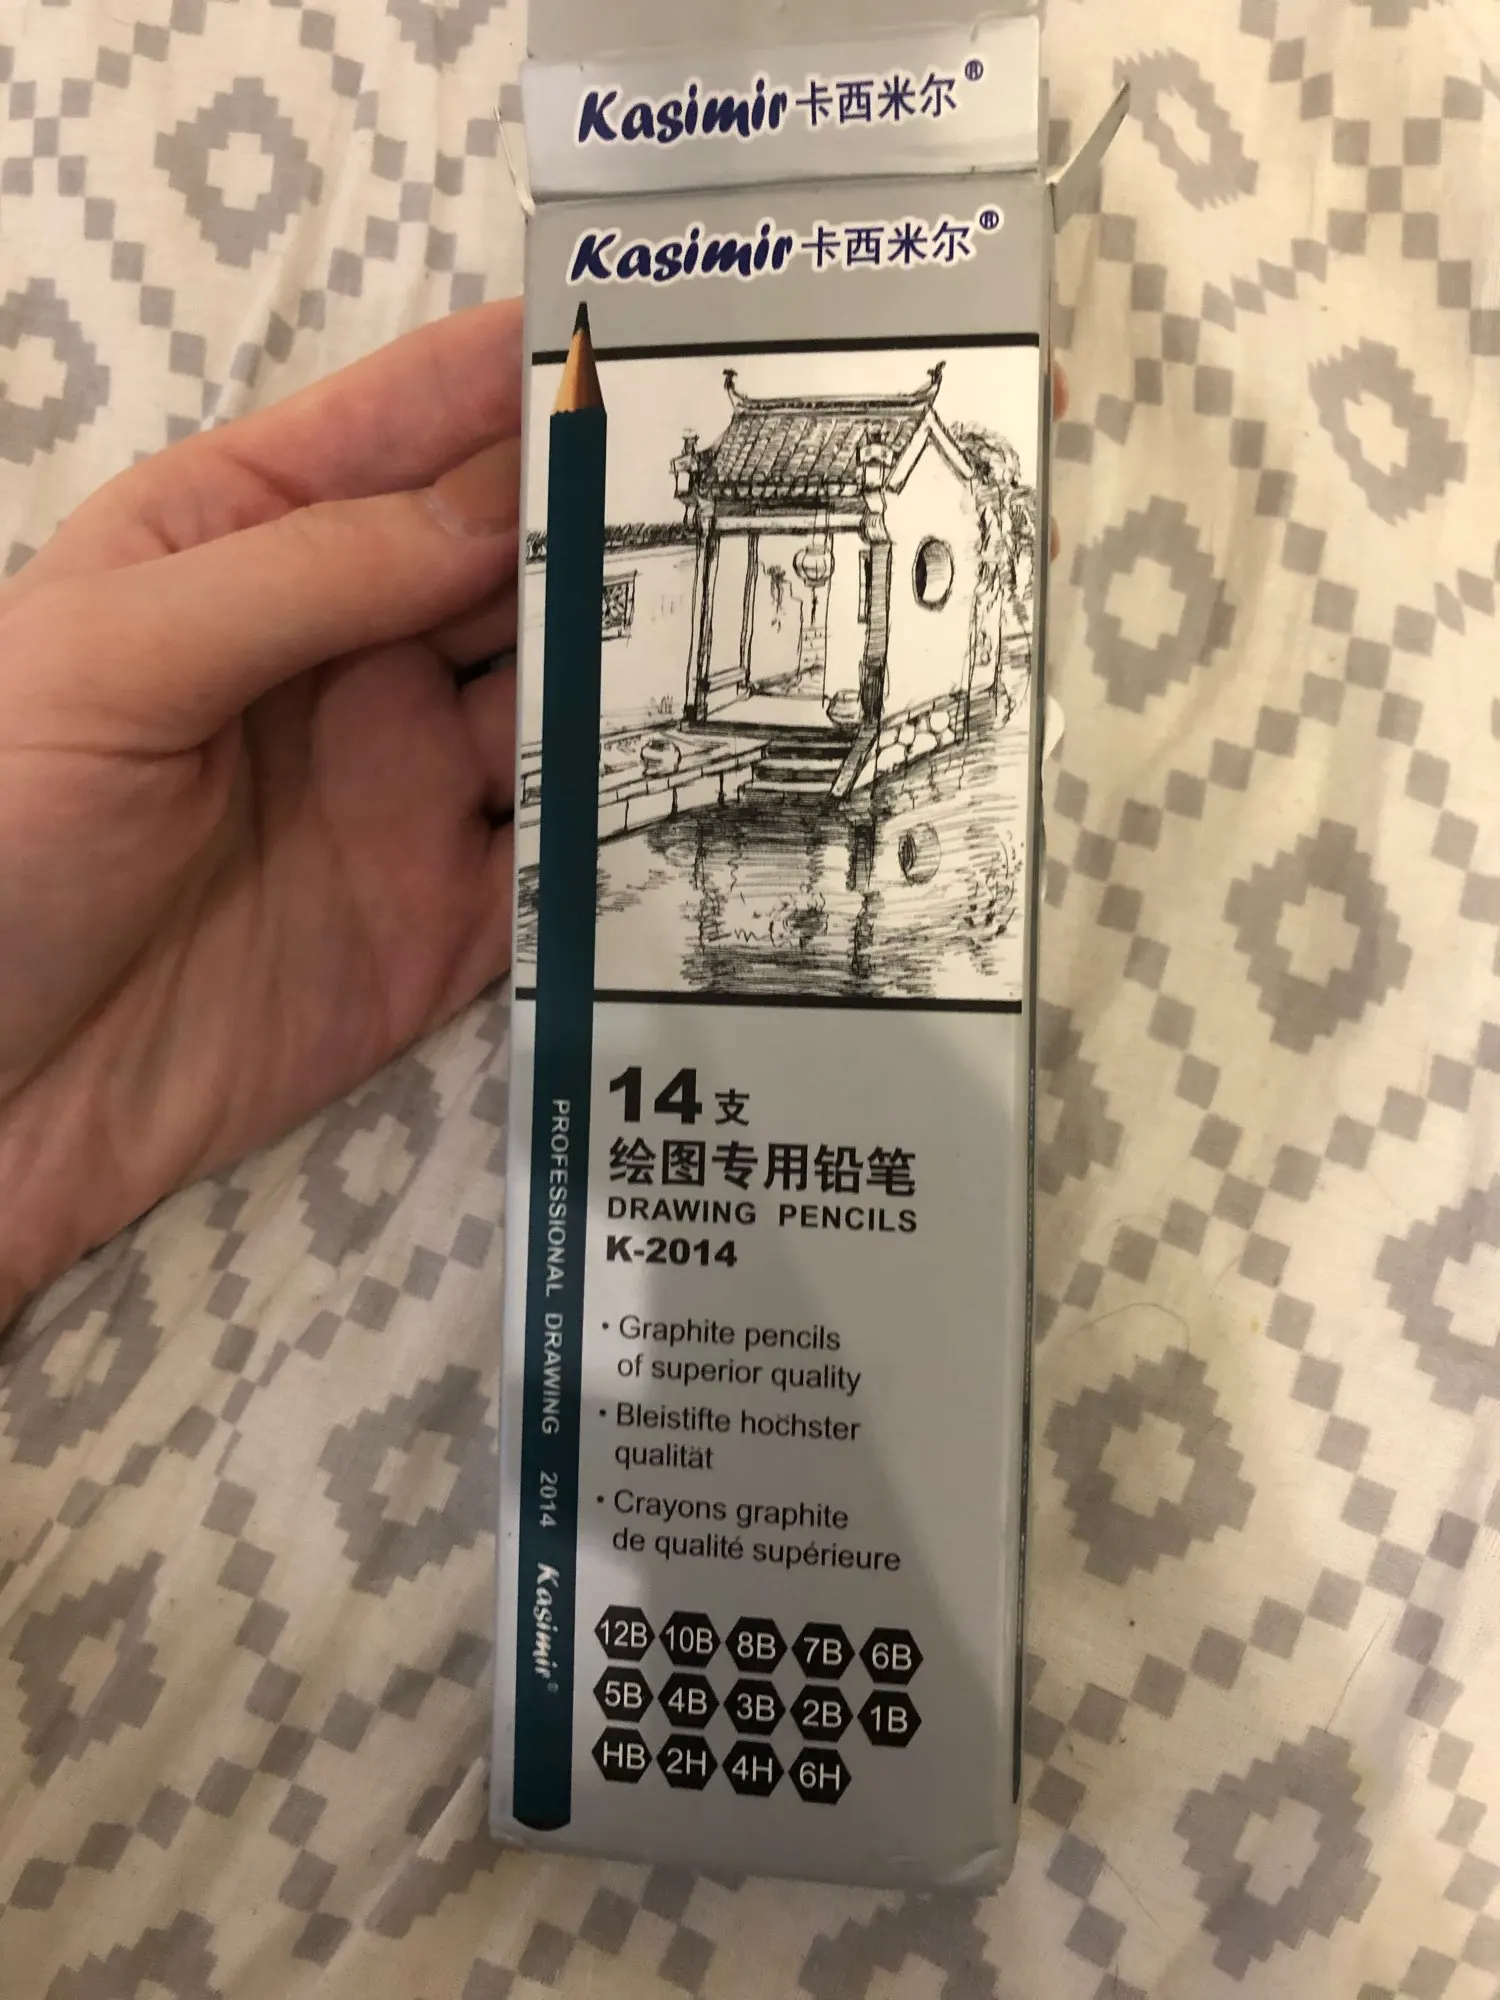 Kasimir卡西米尔®
Kasimir卡西米尔®
14支
绘图专用铅笔
DRAWING PENCILS
K-2014
• Graphite pencils
of superior quality
• Bleistifte hochster
qualität
• Crayons graphite
de qualité supérieure
12B 10B 8B 7B 6B
5B 4B 3B 2B 1B
HB 2H 4H 6H
PROFESSIONAL DRAWING 2014 Kasimir®